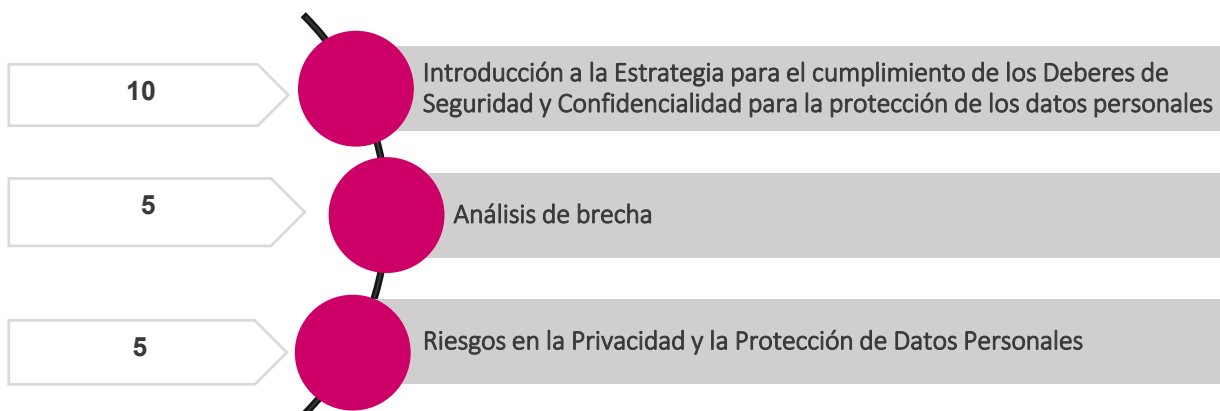 10
Introducción a la Estrategia para el cumplimiento de los Deberes de
Seguridad y Confidencialidad para la protección de los datos personales
5
Análisis de brecha
5
Riesgos en la Privacidad y la Protección de Datos Personales